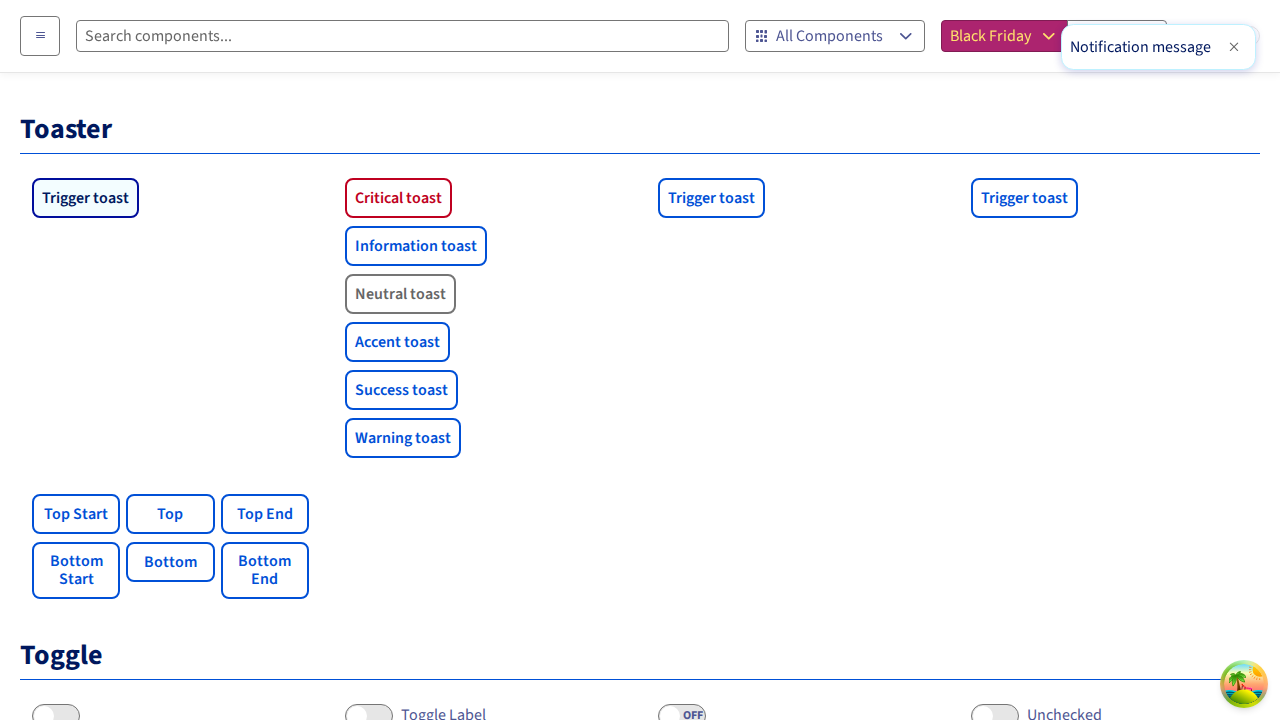 Search components...
All Components
Black Friday
Notification message
Toaster
Trigger toast
Critical toast
Trigger toast
Trigger toast
Information toast
Neutral toast
Accent toast
Success toast
Warning toast
Top Start
Top
Top End
Bottom
Start
Bottom
Bottom
End
Toggle
Toggle Label
OFF
Unchecked